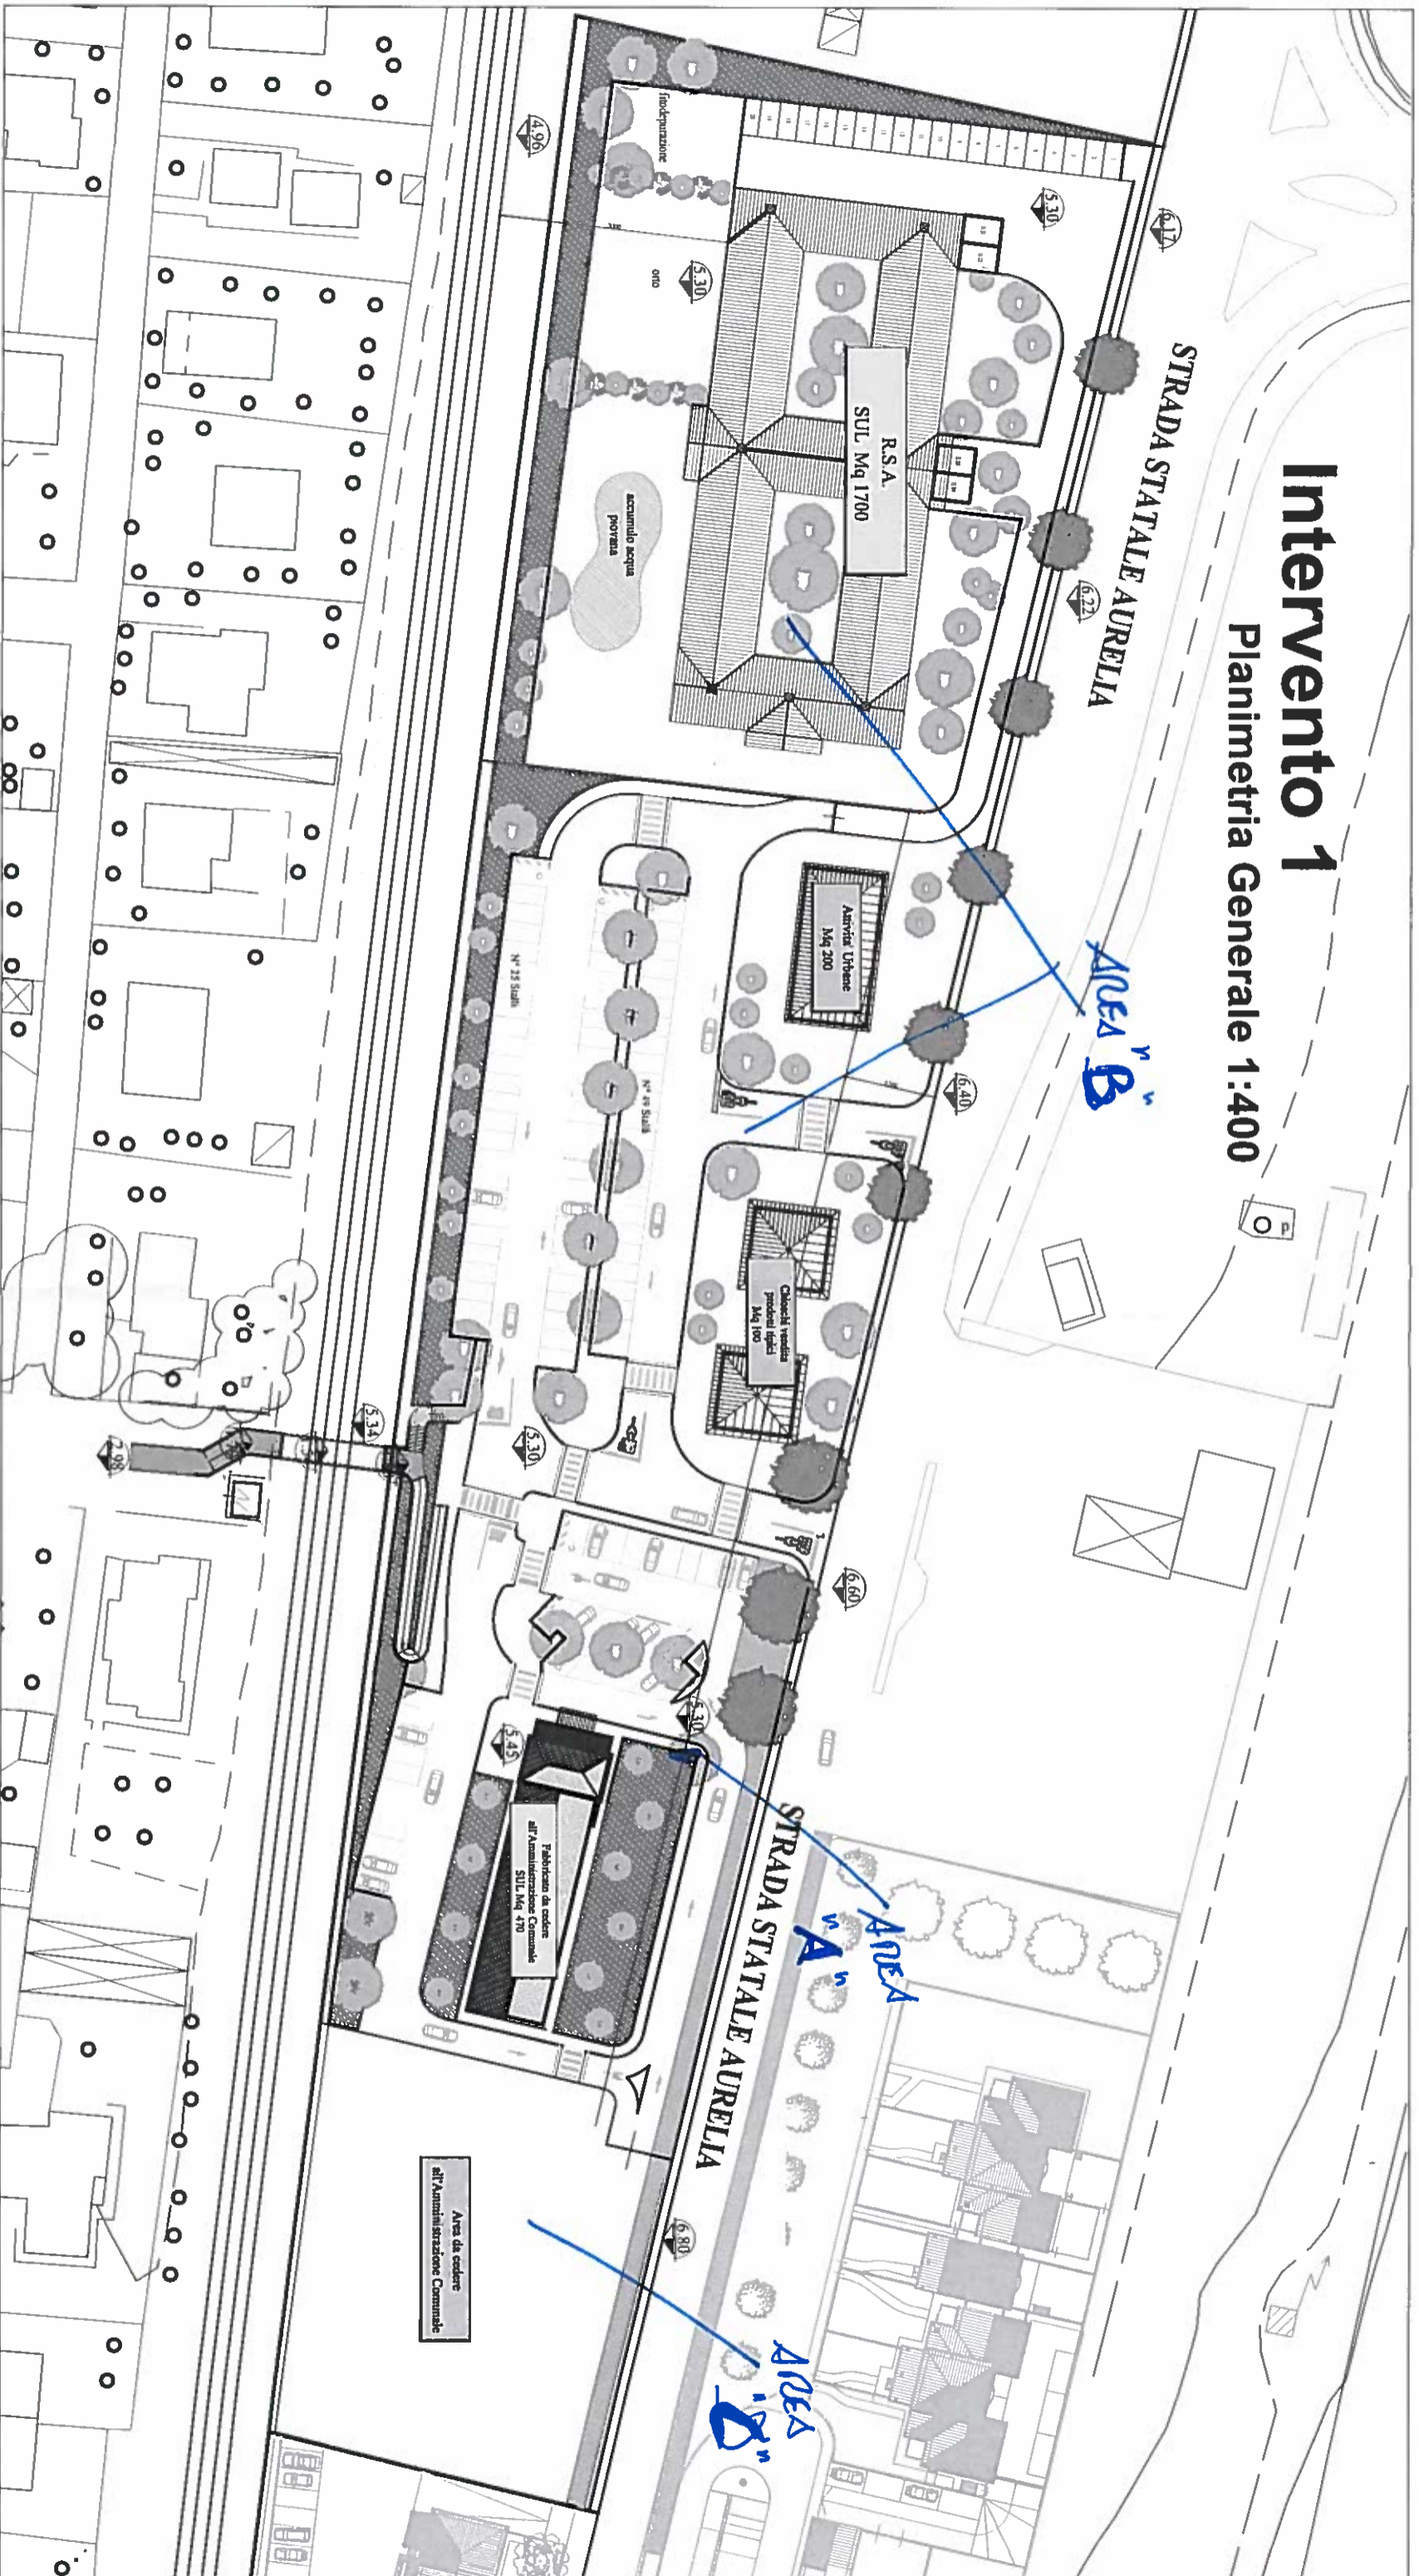 Intervento 1
Planimetria Generale 1:400
STRADA STATALE AURELIA
6.17
5.30
6.22
4.96
fitodepurazione
5.30
orto
R.S.A.
SUL Mq 1700
accumulo acqua
piovana
AREA "B"
Attivita' Urbane
Mq 200
6.40
N° 25 Stalli
N° 49 Stalli
Chioschi vendita
prodotti tipici
Mq 100
5.34
2.98
5.30
6.60
5.30
5.45
Fabbricato da cedere
all'Amministrazione Comunale
SUL Mq 470
AREA
"A"
STRADA STATALE AURELIA
6.80
Area da cedere
all'Amministrazione Comunale
AREA